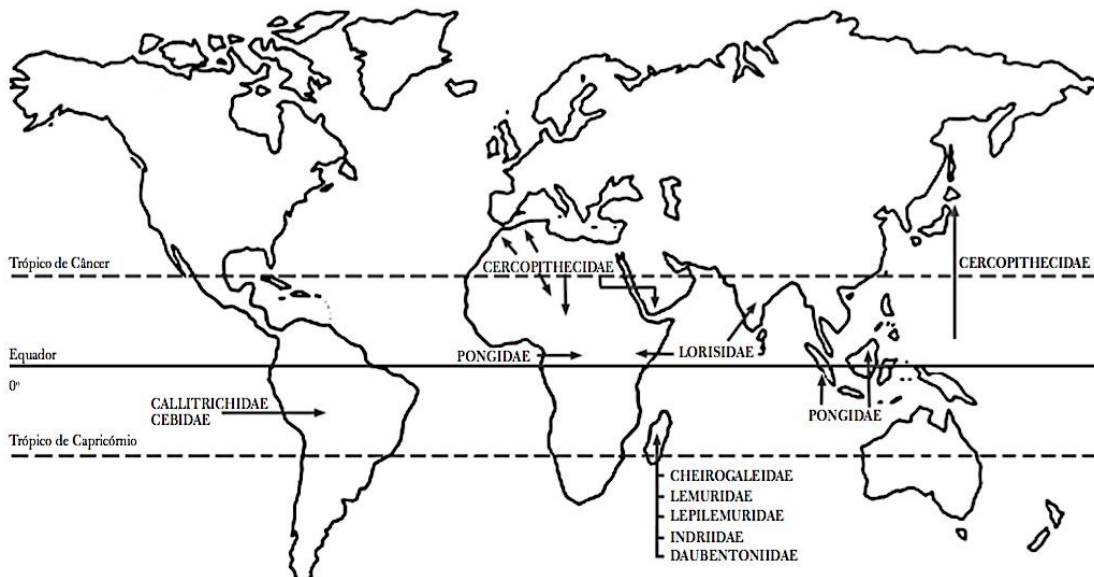 Trópico de Câncer
CERCOPITHECIDAE
CERCOPITHECIDAE
Equador
PONGIDAE
LORISIDAE
0º
CALLITRICHIDAE
CEBIDAE
PONGIDAE
Trópico de Capricórnio
CHEIROGALEIDAE
LEMURIDAE
LEPILEMURIDAE
INDRIIDAE
DAUBENTONIIDAE